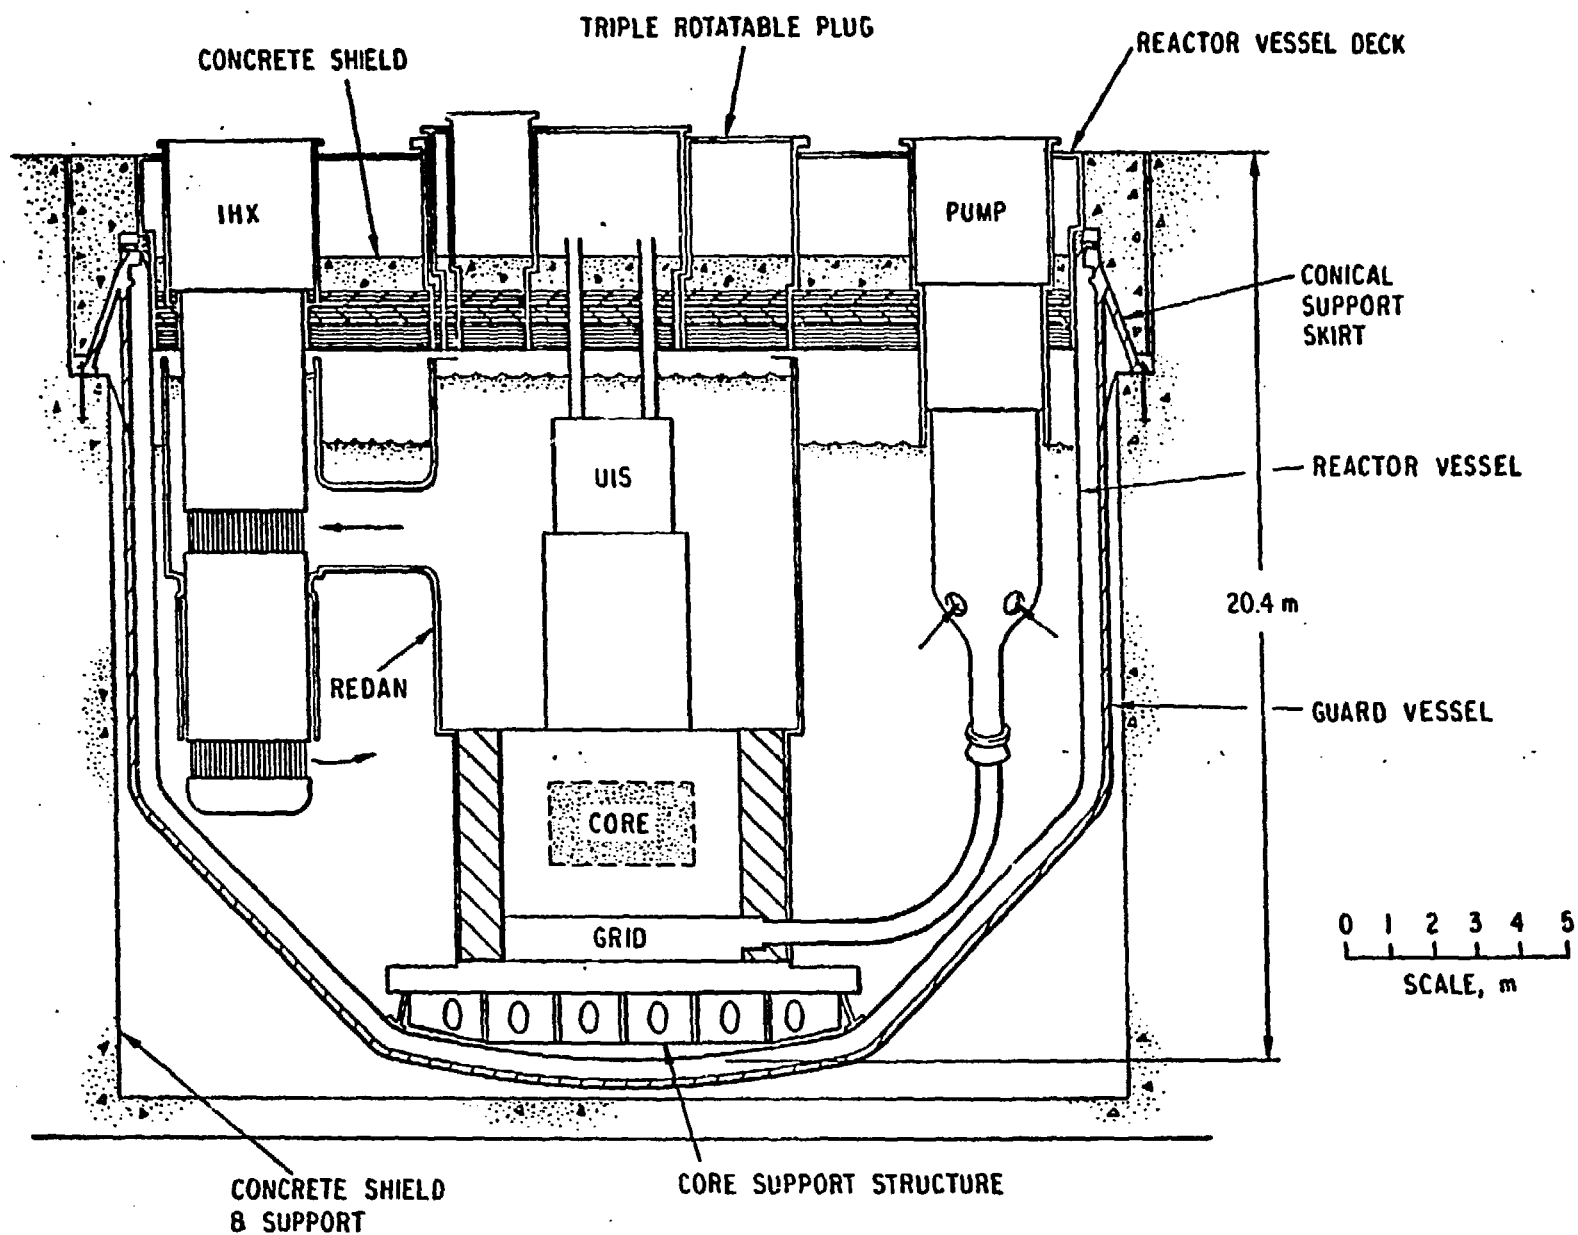 TRIPLE ROTATABLE PLUG
CONCRETE SHIELD
REACTOR VESSEL DECK
IHX
PUMP
CONICAL
SUPPORT
SKIRT
UIS
REACTOR VESSEL
20.4 m
REDAN
GUARD VESSEL
CORE
GRID
0 1 2 3 4 5
SCALE, m
CORE SUPPORT STRUCTURE
CONCRETE SHIELD
& SUPPORT